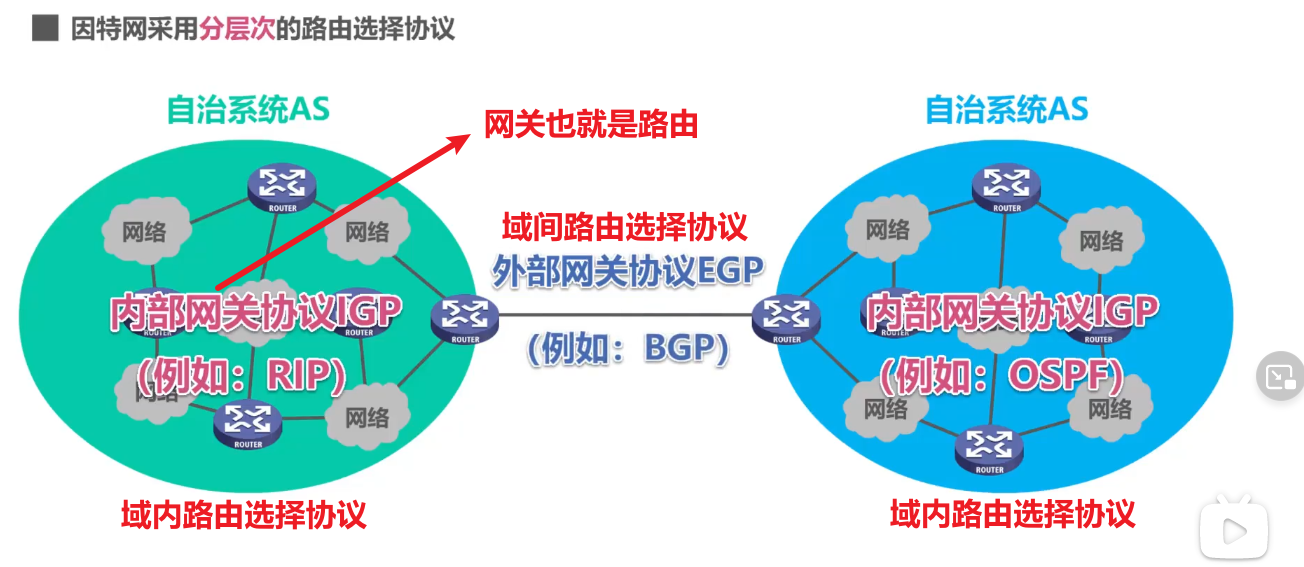 因特网采用分层次的路由选择协议
自治系统AS
自治系统AS
网关也就是路由
ROUTER
网络
网络
域间路由选择协议
外部网关协议EGP
(例如：BGP)
内部网关协议IGP
(例如：RIP)
ROUTER
ROUTER
ROUTER
网络
网络
ROUTER
域内路由选择协议
ROUTER
网络
网络
ROUTER
内部网关协议IGP
(例如：OSPF)
ROUTER
ROUTER
网络
网络
ROUTER
域内路由选择协议